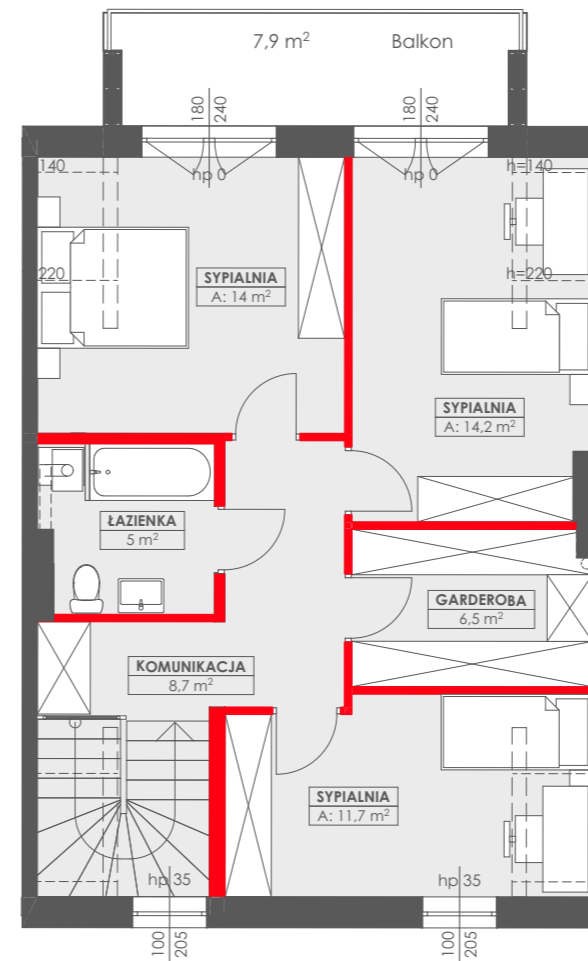 7,9 m² Balkon
180
240
180
240
140
hp 0
hp 0
h=140
220
h=220
SYPIALNIA
A: 14 m²
SYPIALNIA
A: 14,2 m²
ŁAZIENKA
5 m²
GARDEROBA
6,5 m²
KOMUNIKACJA
8,7 m²
SYPIALNIA
A: 11,7 m²
hp 35
hp 35
100
205
100
205